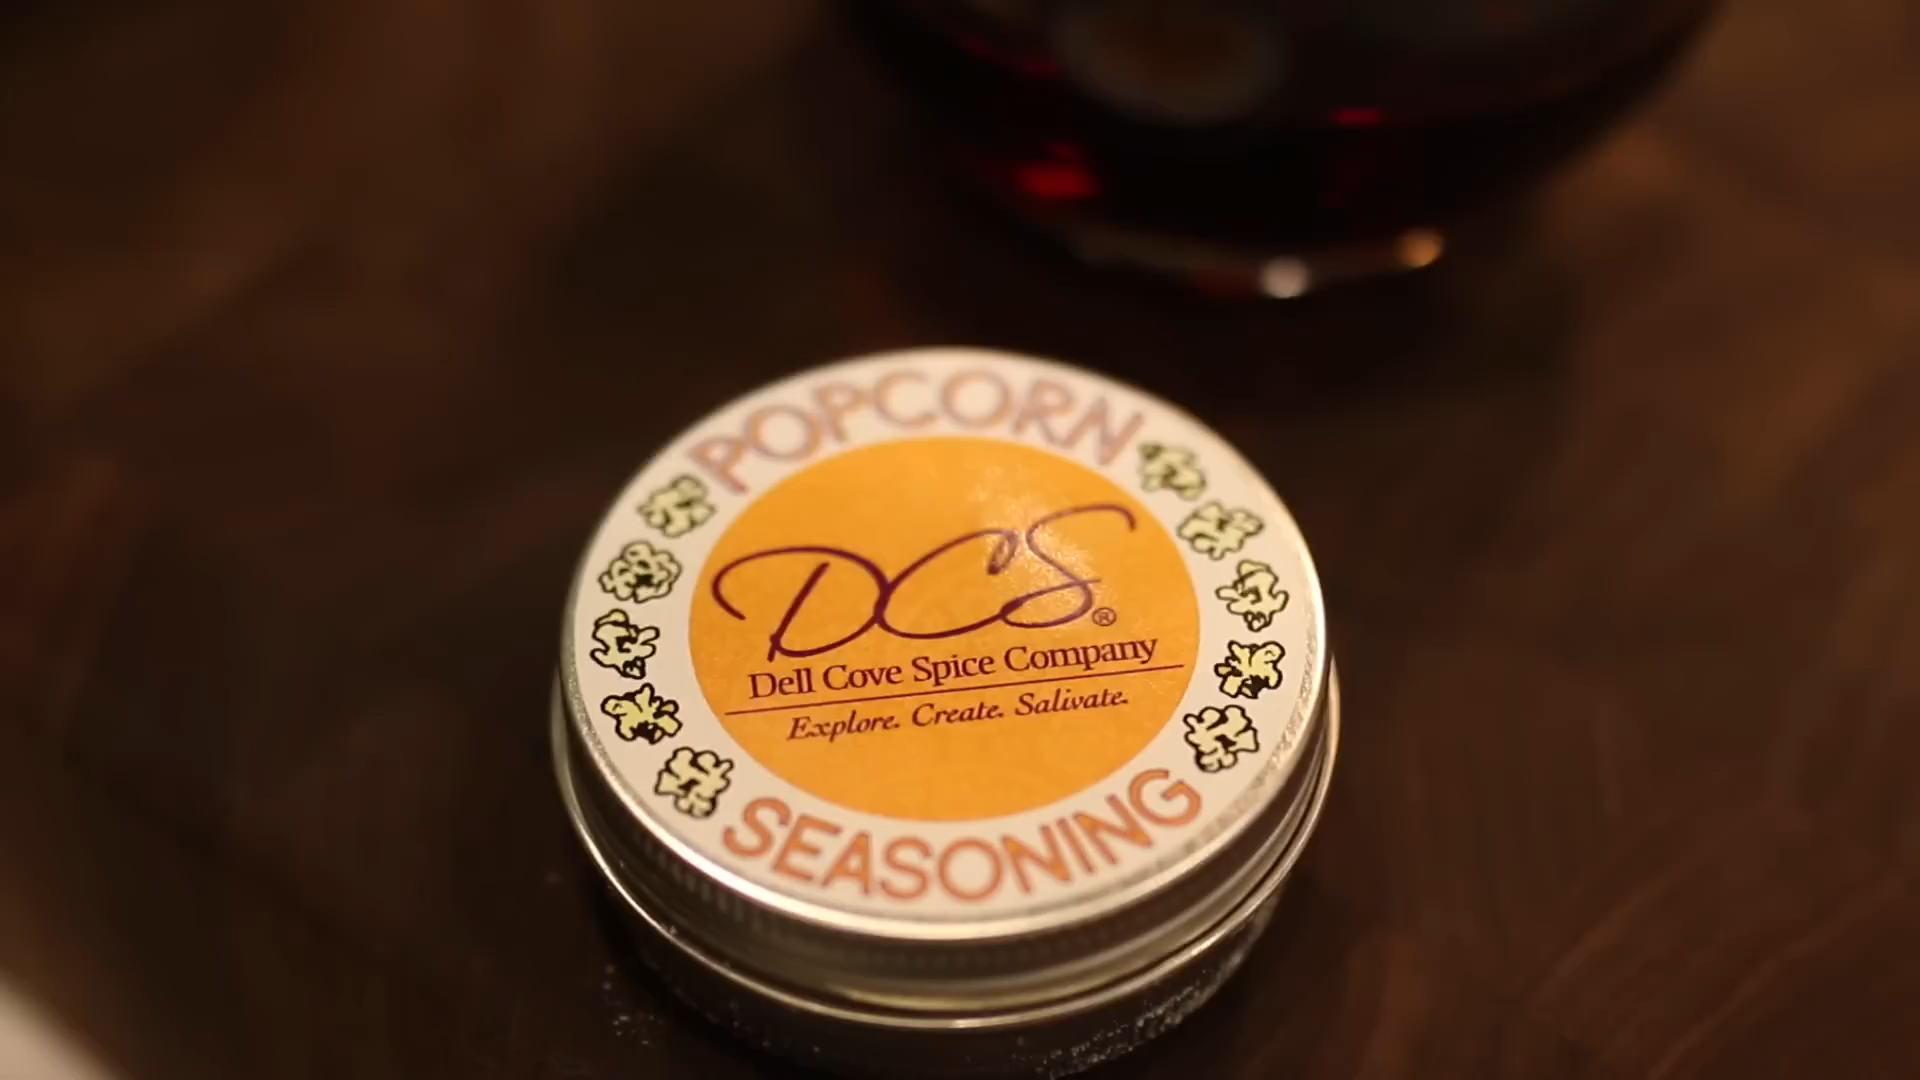 POPCORN
DCS®
Dell Cove Spice Company
Explore. Create. Salivate.
SEASONING